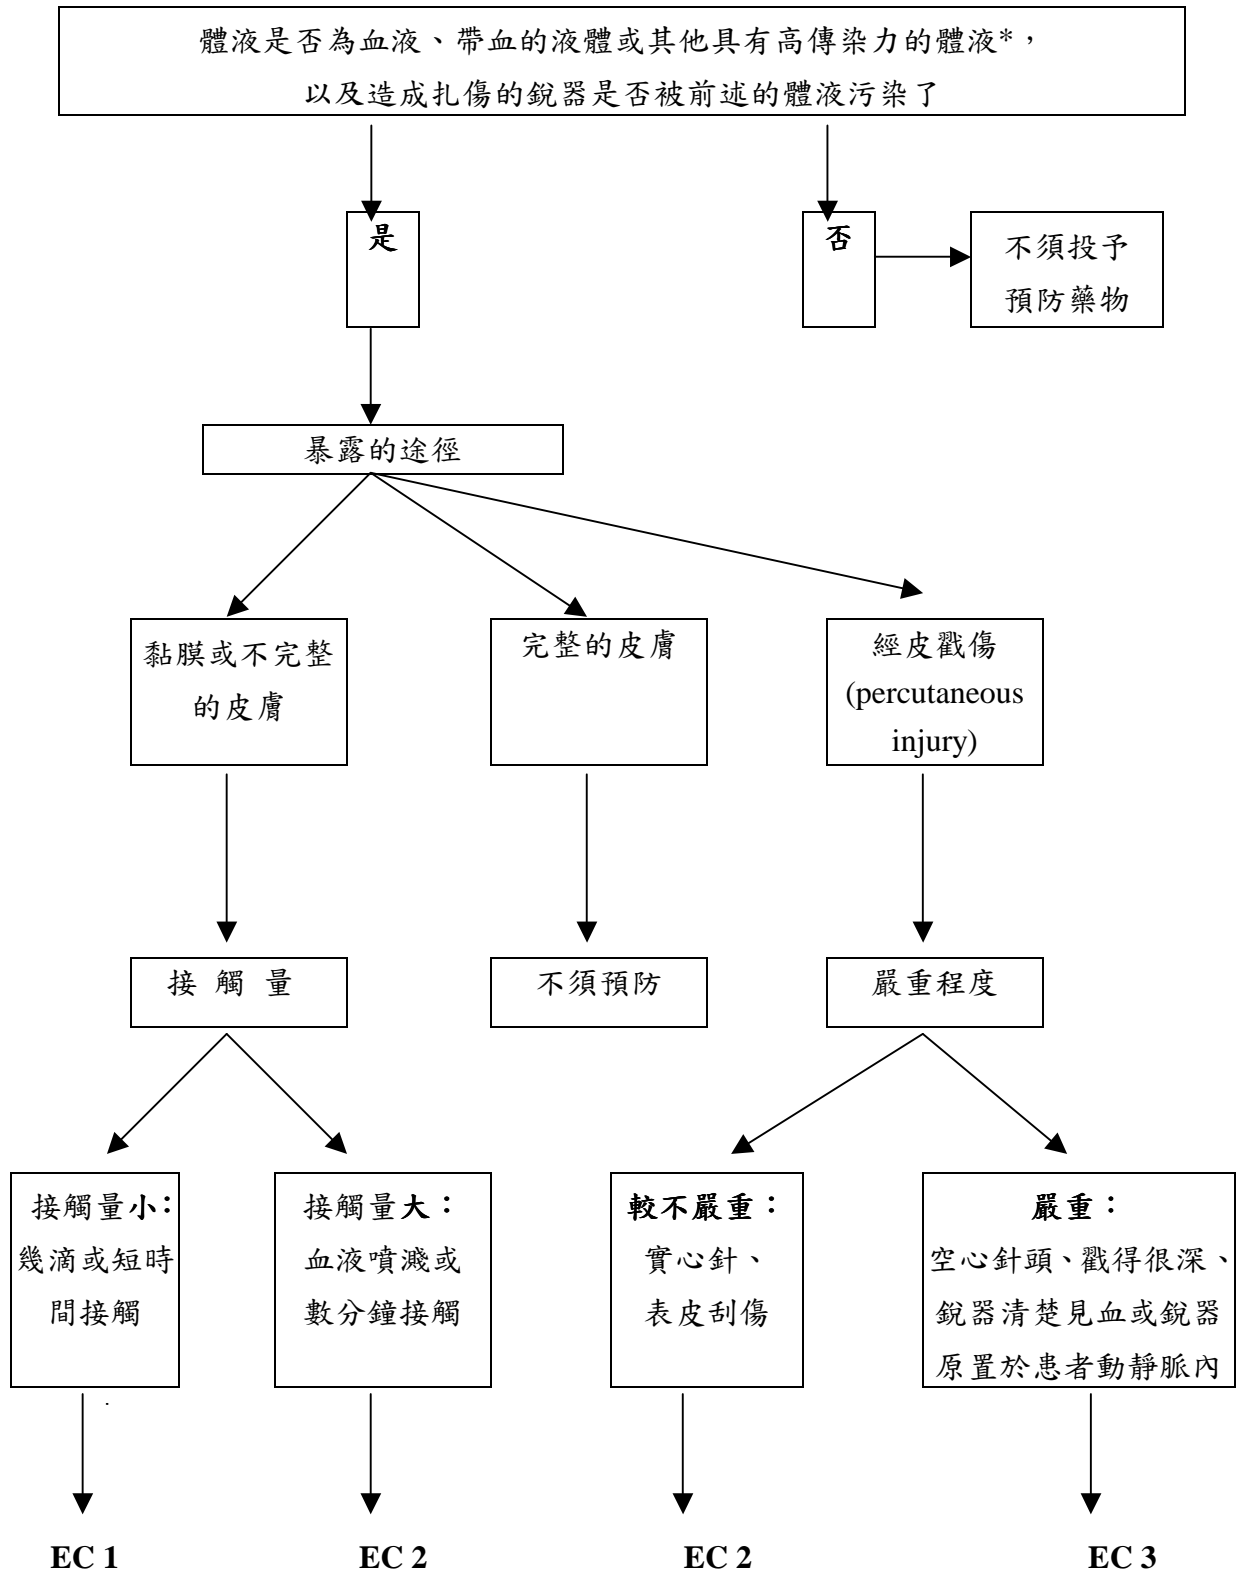 體液是否為血液、帶血的液體或其他具有高傳染力的體液*，
以及造成扎傷的銳器是否被前述的體液污染了
是
否
不須投予
預防藥物
暴露的途徑
黏膜或不完整
的皮膚
完整的皮膚
經皮戳傷
(percutaneous
injury)
接 觸 量
不須預防
嚴重程度
接觸量小：
幾滴或短時
間接觸
接觸量大：
血液噴濺或
數分鐘接觸
較不嚴重：
實心針、
表皮刮傷
嚴重：
空心針頭、戳得很深、
銳器清楚見血或銳器
原置於患者動靜脈內
EC 1
EC 2
EC 2
EC 3